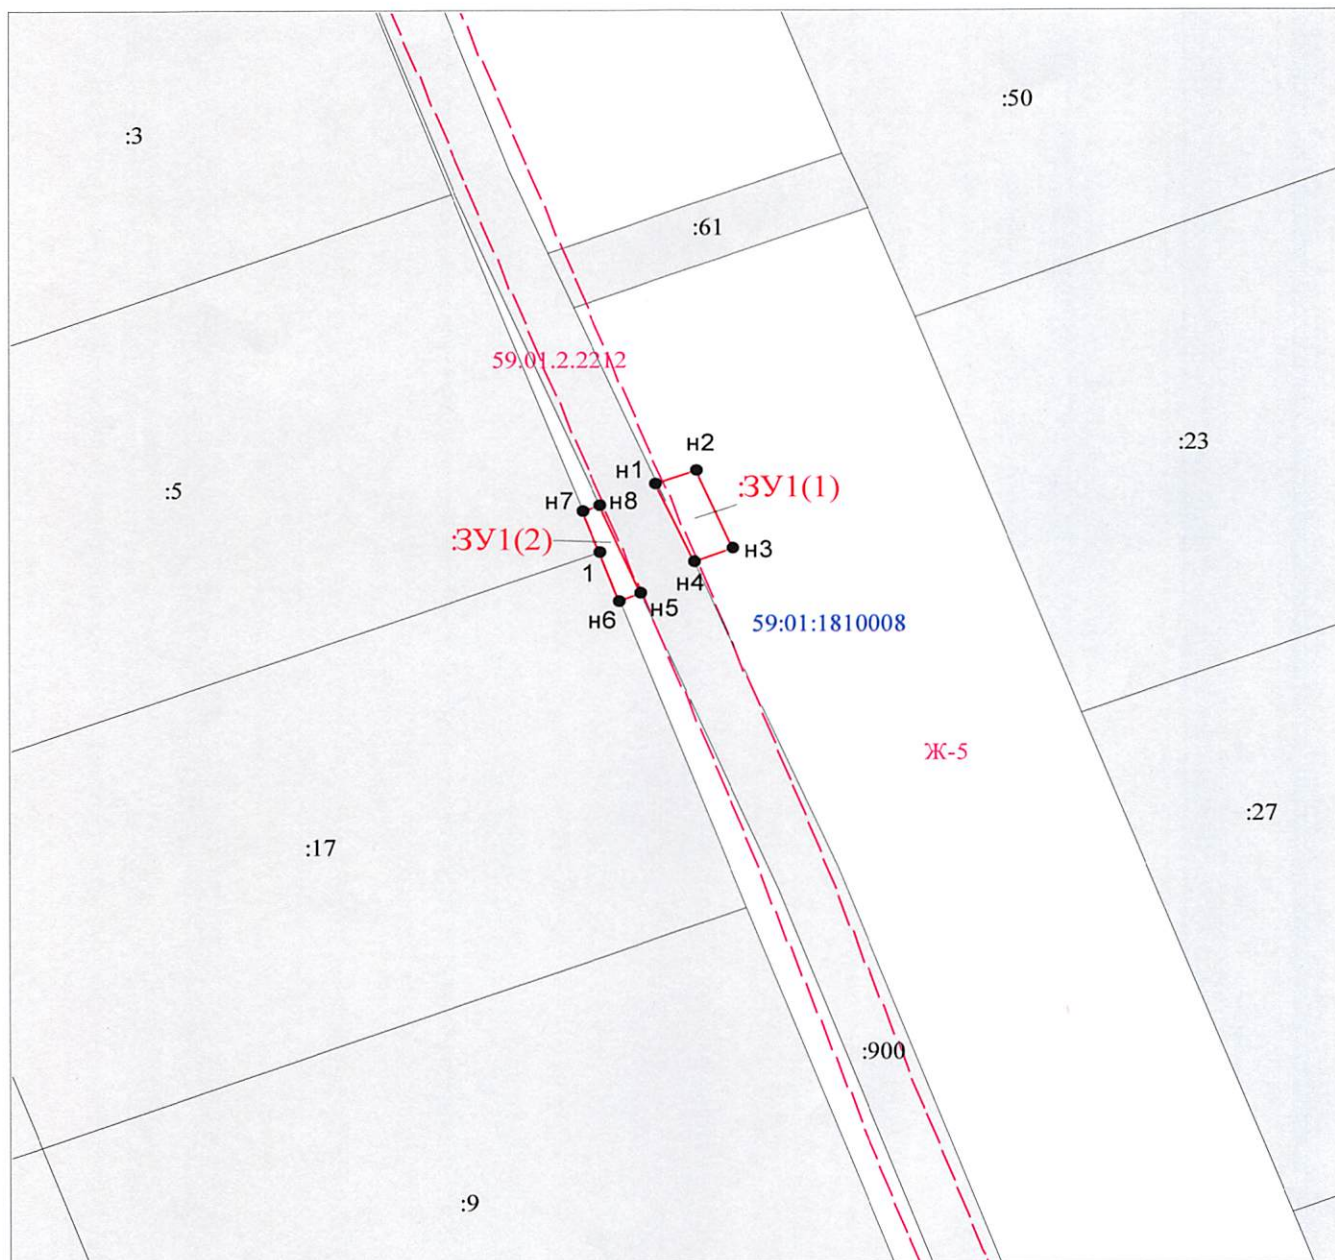 :50
:3
:61
59.01.2.2212
:23
н2
н1
:ЗУ1(1)
:5
н7
н8
:ЗУ1(2)
н3
1
н4
н5
н6
59:01:1810008
Ж-5
:27
:17
:900
:9